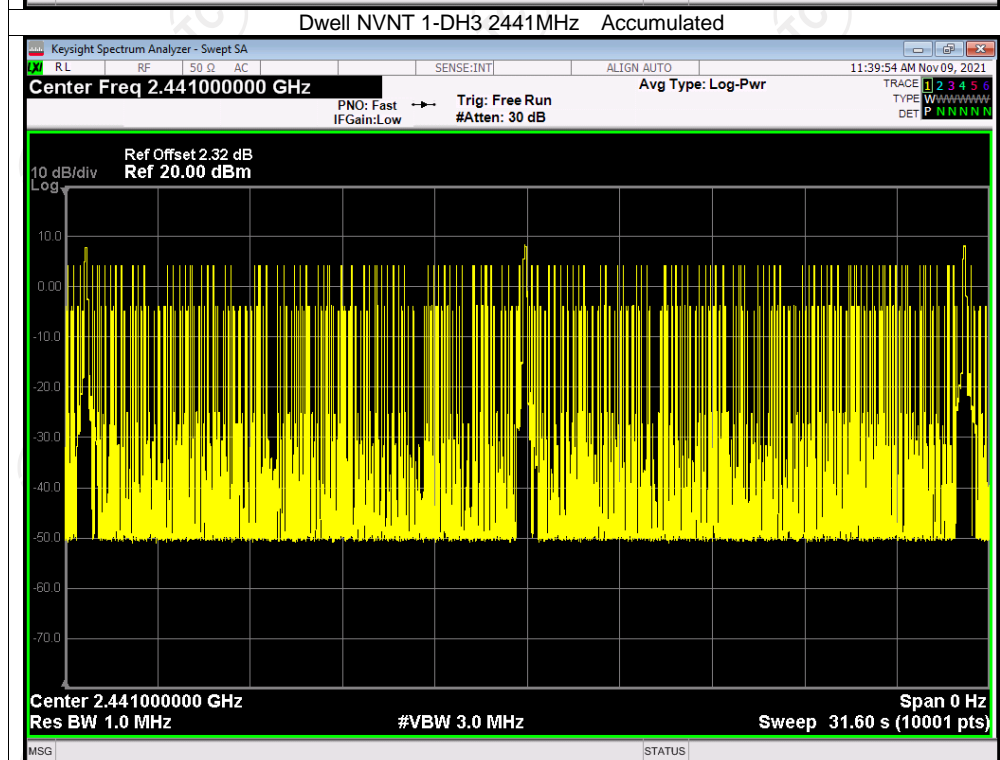 Dwell NVNT 1-DH3 2441MHz Accumulated
Keysight Spectrum Analyzer - Swept SA
LXI RL RF 50 Ω AC SENSE:INT ALIGN AUTO 11:39:54 AM Nov 09, 2021
Center Freq 2.441000000 GHz Avg Type: Log-Pwr TRACE 1 2 3 4 5 6
PNO: Fast Trig: Free Run TYPE WWWWWW
IFGain:Low #Atten: 30 dB DET P N N N N N
Ref Offset 2.32 dB
10 dB/div Ref 20.00 dBm
Log
10.0
0.00
-10.0
-20.0
-30.0
-40.0
-50.0
-60.0
-70.0
Center 2.441000000 GHz Span 0 Hz
Res BW 1.0 MHz #VBW 3.0 MHz Sweep 31.60 s (10001 pts)
MSG STATUS